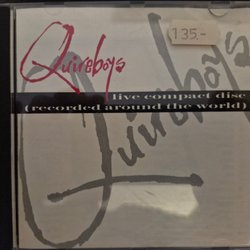 135.-
Quireboys
live compact disc
(recorded around the world)
Quireboys